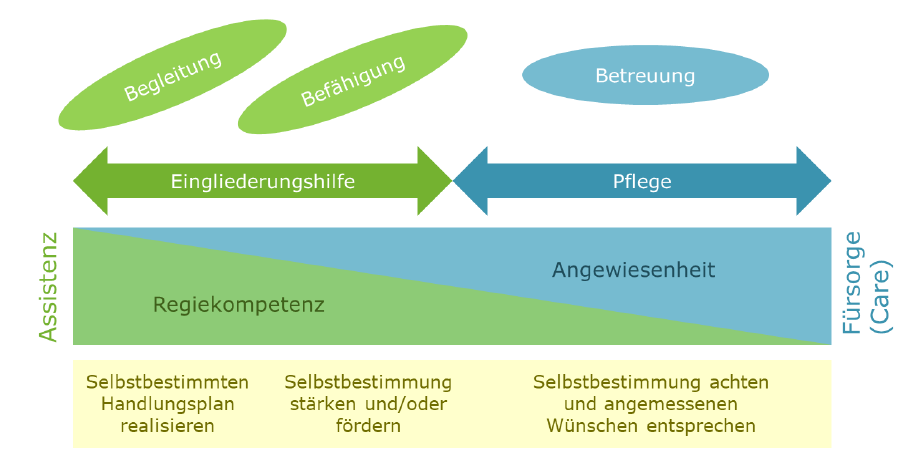 Begleitung
Befähigung
Betreuung
Eingliederungshilfe
Pflege
Assistenz
Regiekompetenz
Angewiesenheit
Fürsorge
(Care)
Selbstbestimmten
Handlungsplan
realisieren
Selbstbestimmung
stärken und/oder
fördern
Selbstbestimmung achten
und angemessenen
Wünschen entsprechen